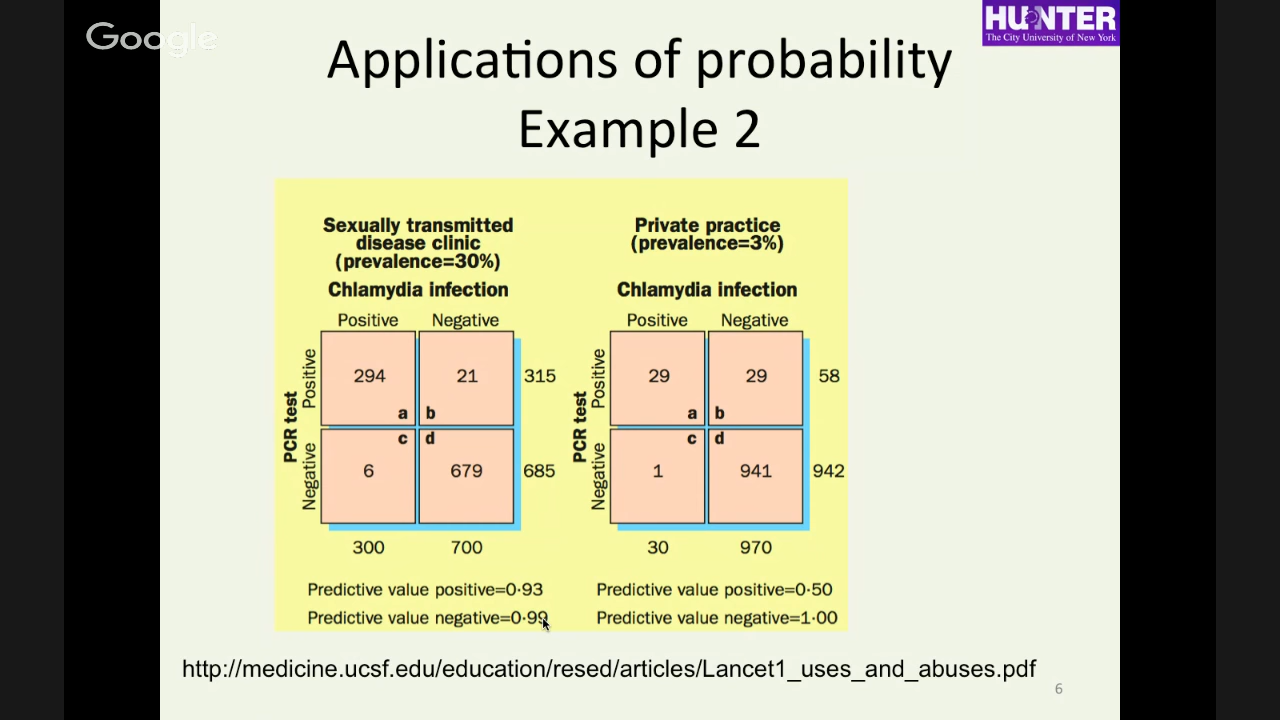 Google
HUNTER
The City University of New York
Applications of probability
Example 2
Sexually transmitted
disease clinic
(prevalence=30%)
Chlamydia infection
Positive Negative
PCR test
Positive
Negative
294 21 315
a b
c d
6 679 685
300 700
Predictive value positive=0·93
Predictive value negative=0·99
Private practice
(prevalence=3%)
Chlamydia infection
Positive Negative
PCR test
Positive
Negative
29 29 58
a b
c d
1 941 942
30 970
Predictive value positive=0·50
Predictive value negative=1·00
http://medicine.ucsf.edu/education/resed/articles/Lancet1_uses_and_abuses.pdf
6